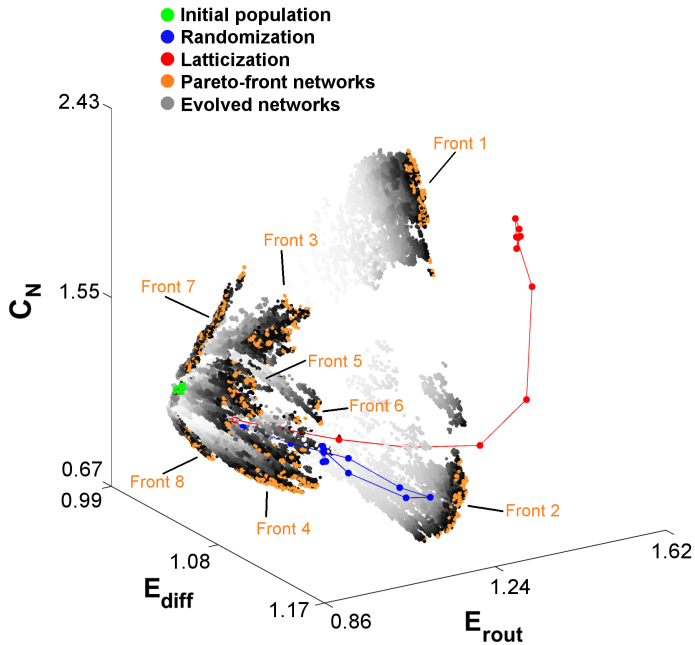 Initial population
Randomization
Latticization
Pareto-front networks
Evolved networks
2.43
Front 1
Front 3
Front 7
1.55
C_N
Front 5
Front 6
0.67
0.99
Front 8
Front 4
Front 2
1.08
E_diff
1.17
0.86
1.24
1.62
E_rout